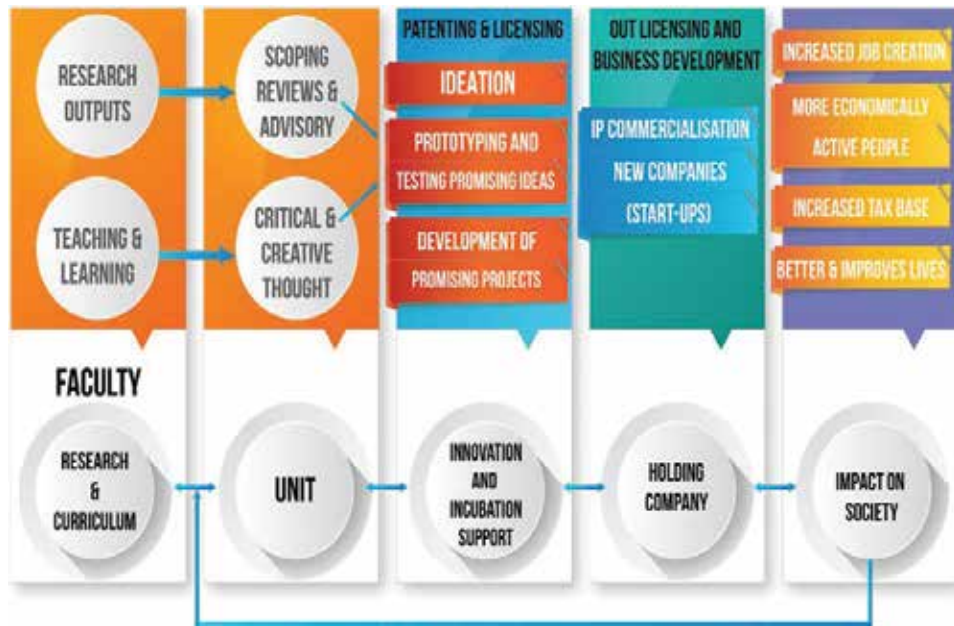 RESEARCH
OUTPUTS
TEACHING &
LEARNING
FACULTY
RESEARCH
&
CURRICULUM
SCOPING
REVIEWS &
ADVISORY
CRITICAL &
CREATIVE
THOUGHT
UNIT
PATENTING & LICENSING
IDEATION
PROTOTYPING AND
TESTING PROMISING IDEAS
DEVELOPMENT OF
PROMISING PROJECTS
INNOVATION
AND
INCUBATION
SUPPORT
OUT LICENSING AND
BUSINESS DEVELOPMENT
IP COMMERCIALISATION
NEW COMPANIES
(START-UPS)
HOLDING
COMPANY
INCREASED JOB CREATION
MORE ECONOMICALLY
ACTIVE PEOPLE
INCREASED TAX BASE
BETTER & IMPROVES LIVES
IMPACT ON
SOCIETY